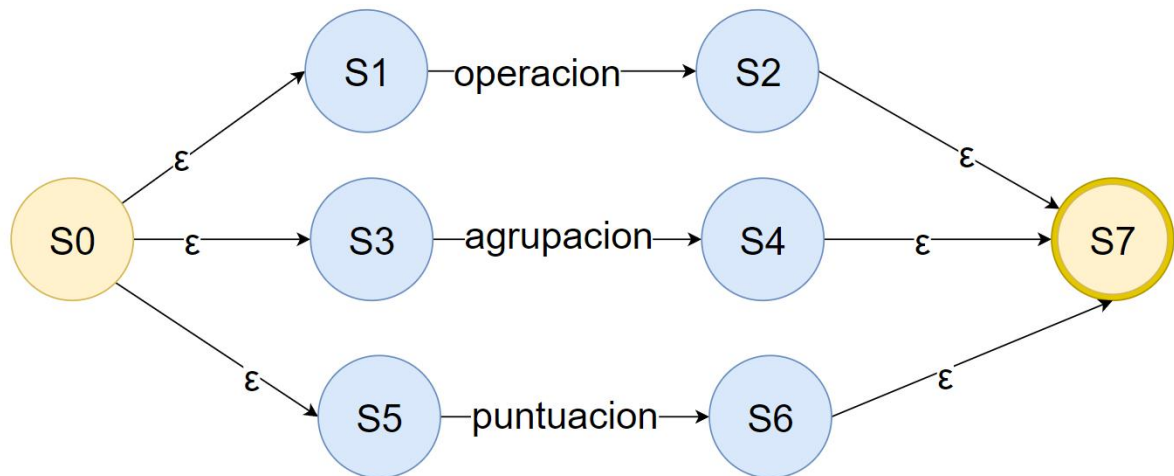 S1 operacion S2
ε ε
S0 ε S3 agrupacion S4 ε S7
ε ε
S5 puntuacion S6